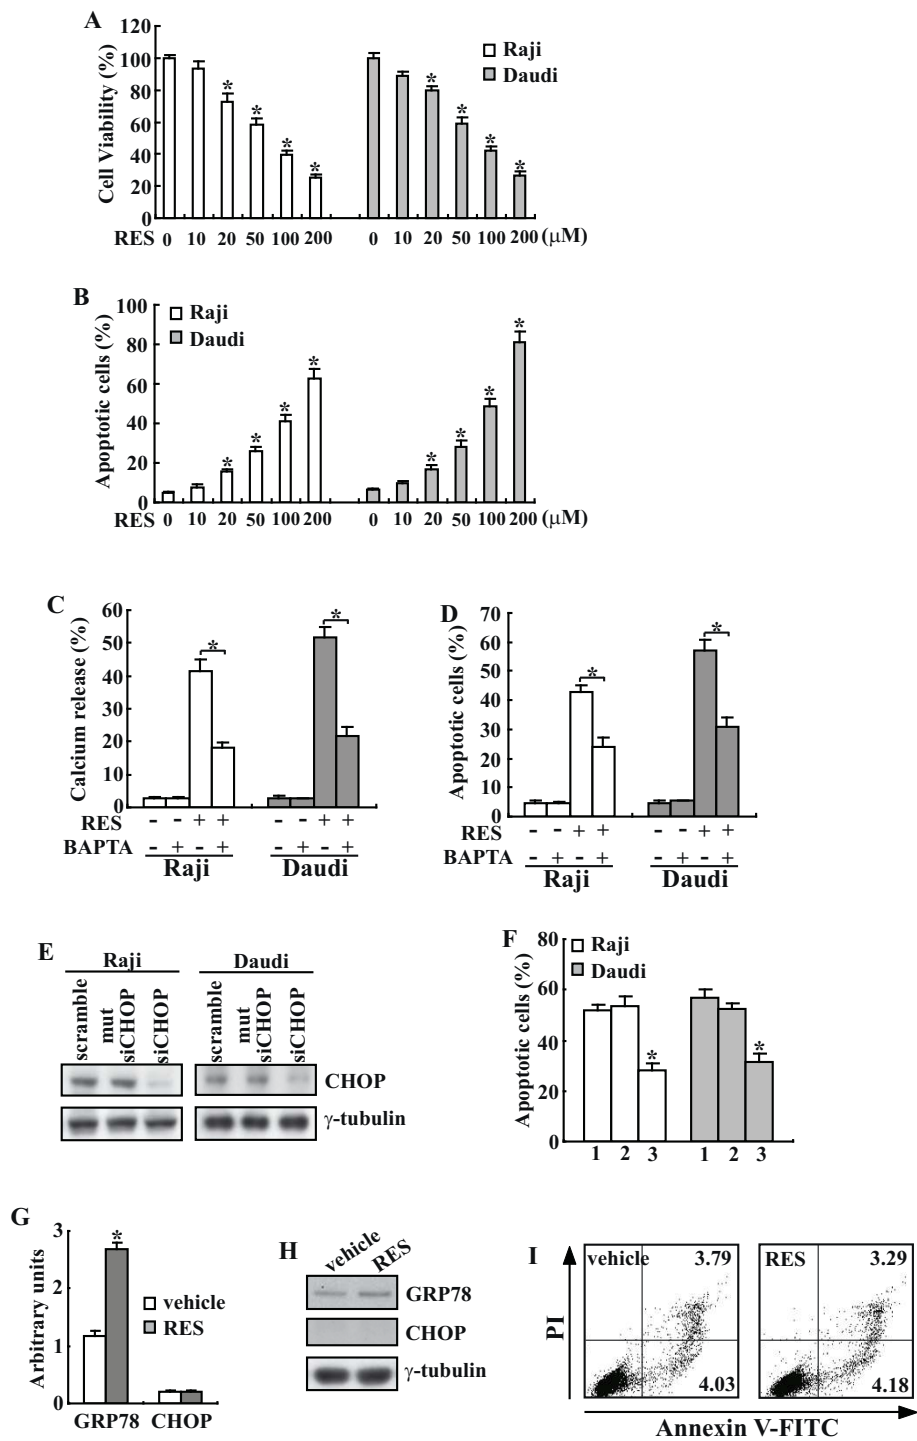 A
120
100
80
60
40
20
0
Cell Viability (%)
Raji
Daudi
* * * * * * * *
RES 0 10 20 50 100 200 0 10 20 50 100 200 (μM)
B
100
80
60
40
20
0
Apoptotic cells (%)
Raji
Daudi
* * * * * * * *
RES 0 10 20 50 100 200 0 10 20 50 100 200 (μM)
C
60
50
40
30
20
10
0
Calcium release (%)
* *
RES - - + + - - + +
BAPTA - + - + - + - +
Raji Daudi
D
70
60
50
40
30
20
10
0
Apoptotic cells (%)
* *
RES - - + + - - + +
BAPTA - + - + - + - +
Raji Daudi
E
Raji Daudi
scramble
mut siCHOP
siCHOP
scramble
mut siCHOP
siCHOP
CHOP
γ-tubulin
F
80
60
40
20
0
Apoptotic cells (%)
Raji
Daudi
* *
1 2 3 1 2 3
G
3
2
1
0
Arbitrary units
*
vehicle
RES
GRP78 CHOP
H
vehicle RES
GRP78
CHOP
γ-tubulin
I
PI
vehicle 3.79
4.03
RES 3.29
4.18
Annexin V-FITC